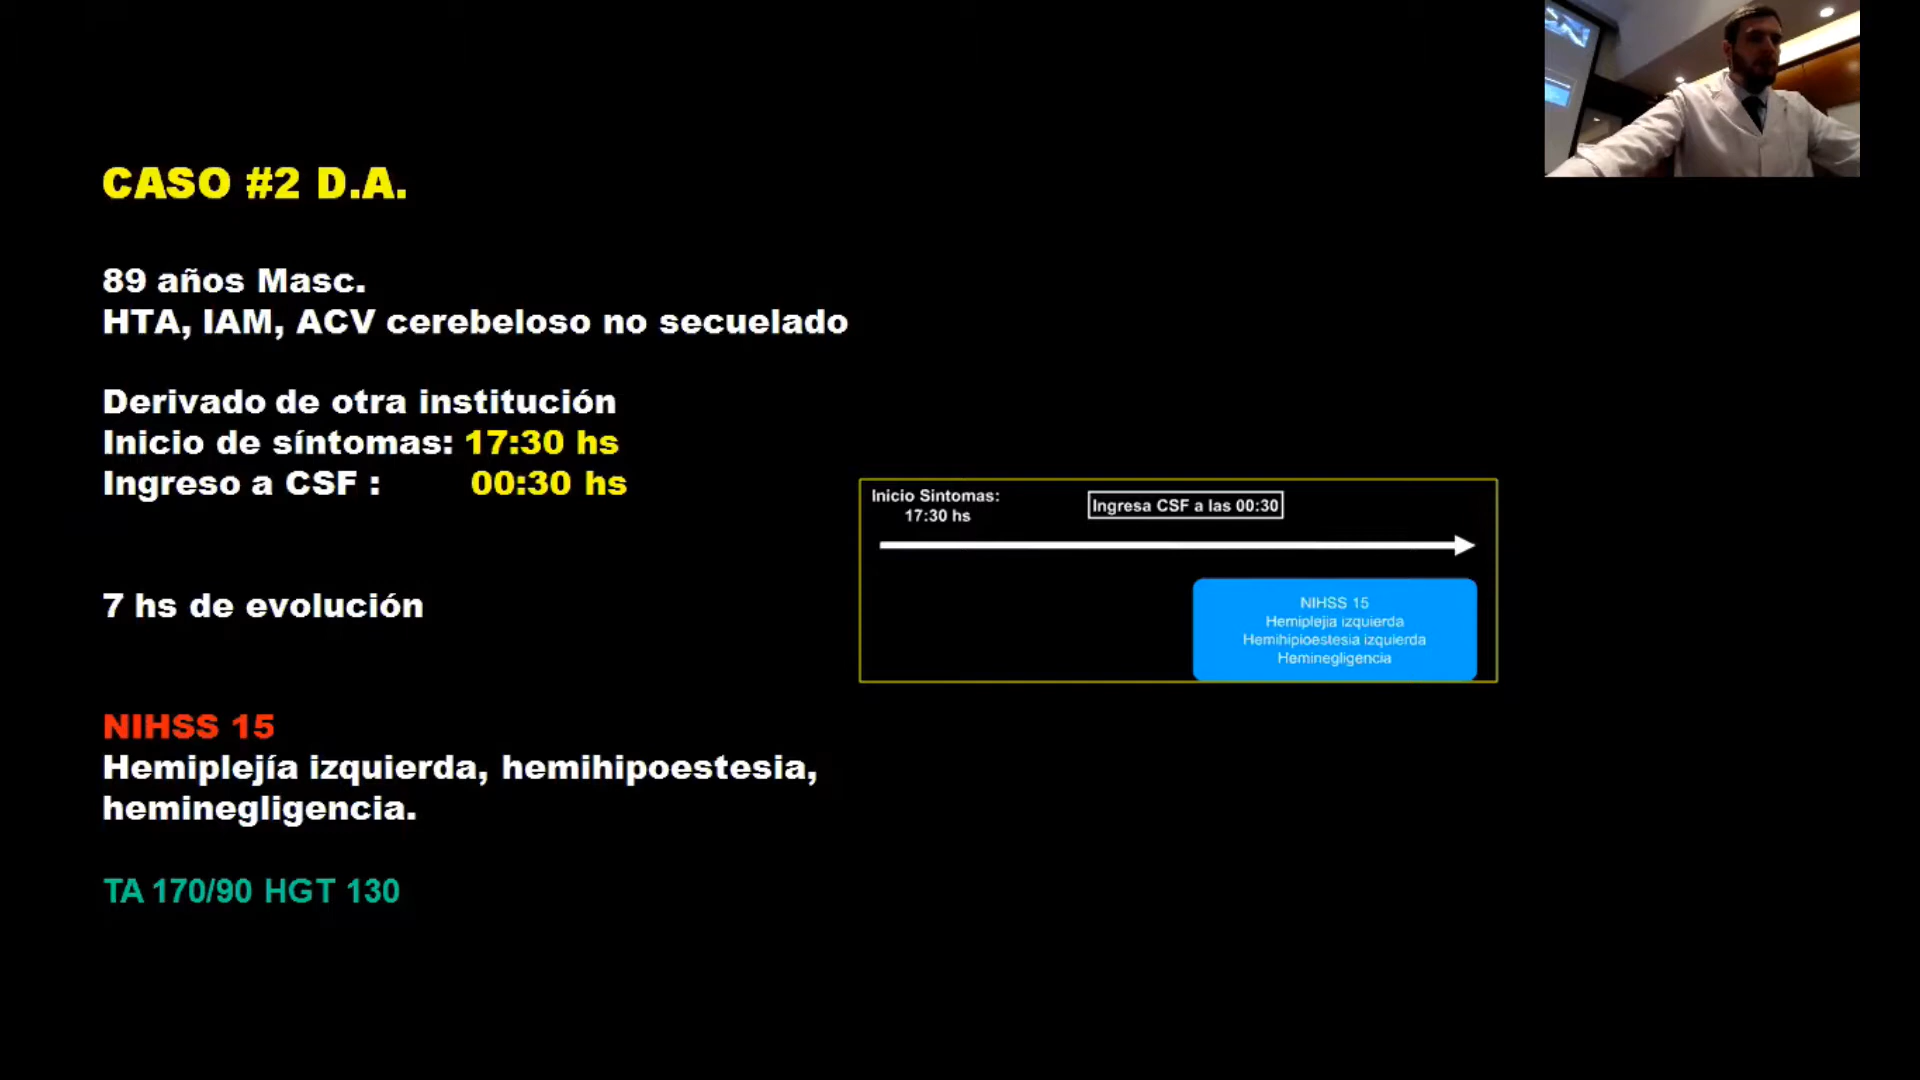 CASO #2 D.A.
89 años Masc.
HTA, IAM, ACV cerebeloso no secuelado
Derivado de otra institución
Inicio de síntomas: 17:30 hs
Ingreso a CSF : 00:30 hs
7 hs de evolución
NIHSS 15
Hemiplejía izquierda, hemihipoestesia,
heminegligencia.
TA 170/90 HGT 130
Inicio Sintomas:
17:30 hs
Ingresa CSF a las 00:30
NIHSS 15
Hemiplejia izquierda
Hemihipioestesia izquierda
Heminegligencia